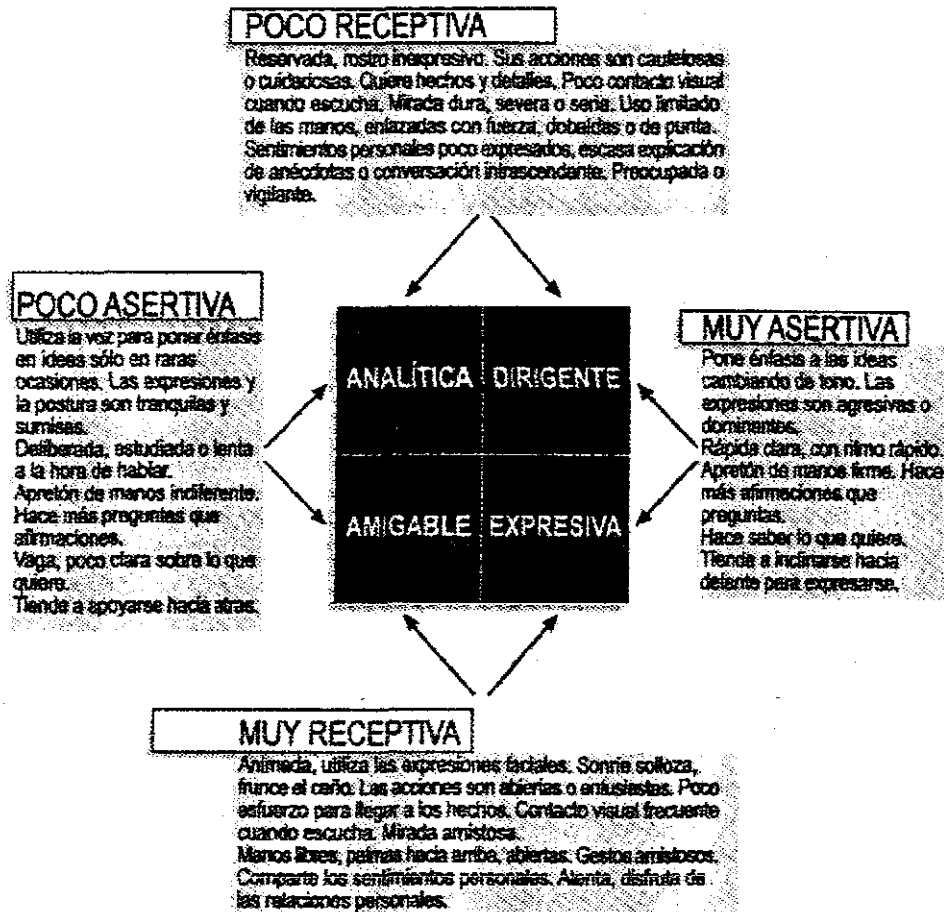 POCO RECEPTIVA
Reservada, rostro inexpresivo. Sus acciones son cautelosas
o cuidadosas. Quiere hechos y detalles. Poco contacto visual
cuando escucha. Mirada dura, severa o seria. Uso limitado
de las manos, enlazadas con fuerza, dobaldas o de punta.
Sentimientos personales poco expresados, escasa explicación
de anécdotas o conversación intrascendente. Preocupada o
vigilante.
POCO ASERTIVA
Utiliza la voz para poner énfasis
en ideas sólo en raras
ocasiones. Las expresiones y
la postura son tranquilas y
sumisas.
Deliberada, estudiada o lenta
a la hora de hablar.
Apretón de manos indiferente.
Hace más preguntas que
afirmaciones.
Vaga, poco clara sobre lo que
quiere.
Tiende a apoyarse hacia atras.
ANALÍTICA DIRIGENTE
AMIGABLE EXPRESIVA
MUY ASERTIVA
Pone énfasis a las ideas
cambiando de tono. Las
expresiones son agresivas o
dominantes.
Rápida clara, con ritmo rápido.
Apretón de manos firme. Hace
más afirmaciones que
preguntas.
Hace saber lo que quiere.
Tiende a inclinarse hacia
delante para expresarse.
MUY RECEPTIVA
Animada, utiliza las expresiones faciales. Sonríe solloza,
frunce el ceño. Las acciones son abiertas o entusiastas. Poco
esfuerzo para llegar a los hechos. Contacto visual frecuente
cuando escucha. Mirada amistosa.
Manos libres, palmas hacia arriba, abiertas. Gestos amistosos.
Comparte los sentimientos personales. Atenta, disfruta de
las relaciones personales.